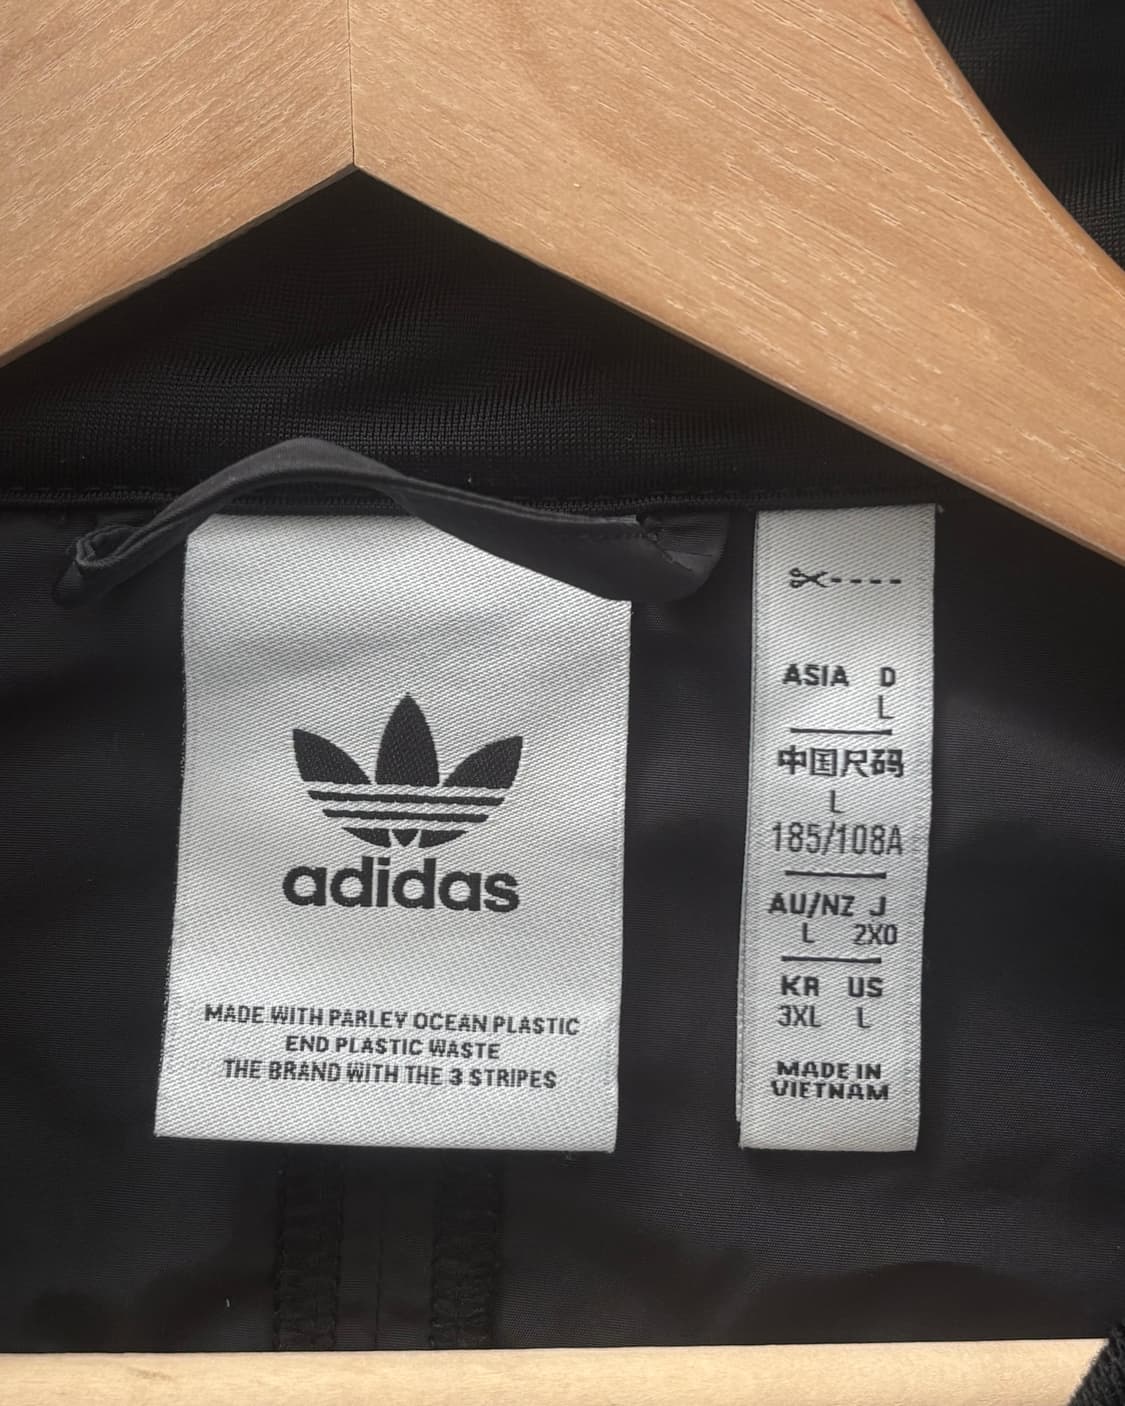 adidas
MADE WITH PARLEY OCEAN PLASTIC
END PLASTIC WASTE
THE BRAND WITH THE 3 STRIPES
ASIA D
L
中国尺码
L
185/108A
AU/NZ J
L 2XO
KR US
3XL L
MADE IN
VIETNAM